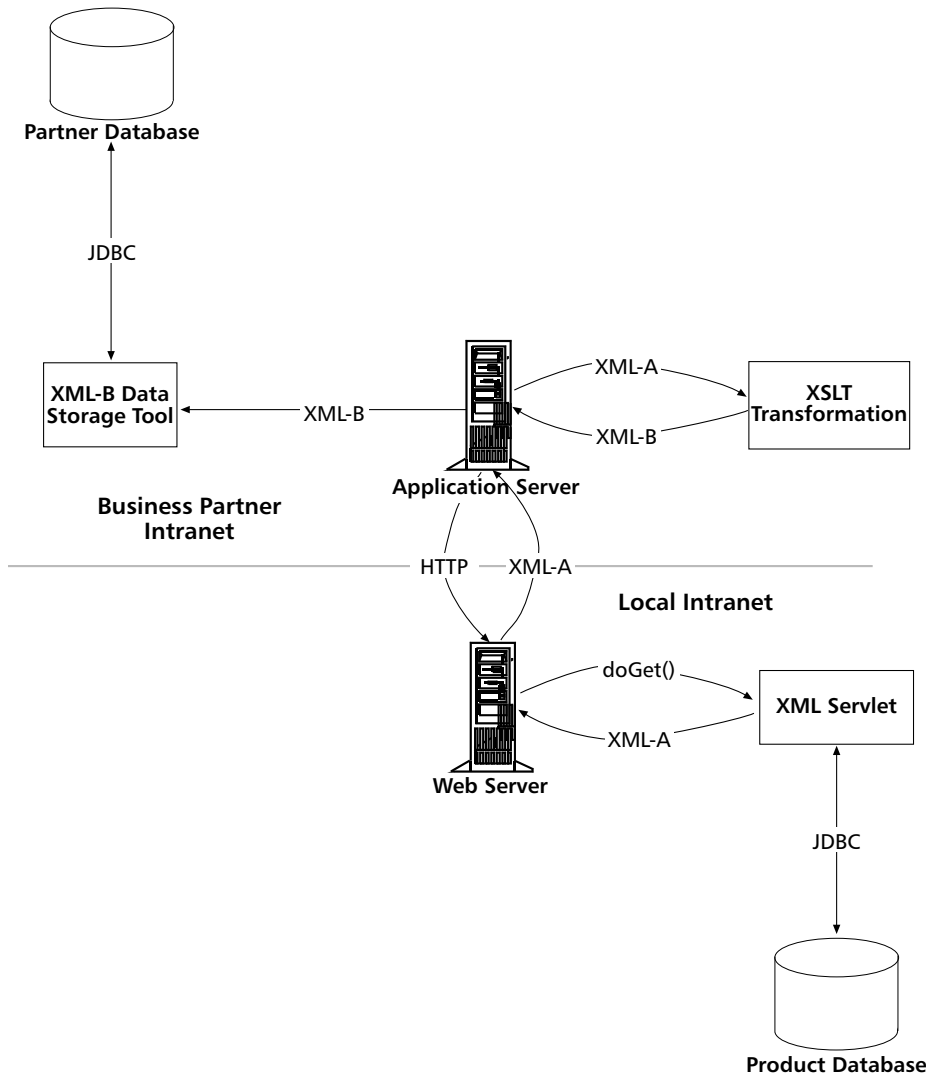 Partner Database
JDBC
XML-A
XML-B Data
Storage Tool
XML-B
XSLT
Transformation
XML-B
Application Server
Business Partner
Intranet
HTTP
XML-A
Local Intranet
doGet()
XML Servlet
XML-A
Web Server
JDBC
Product Database